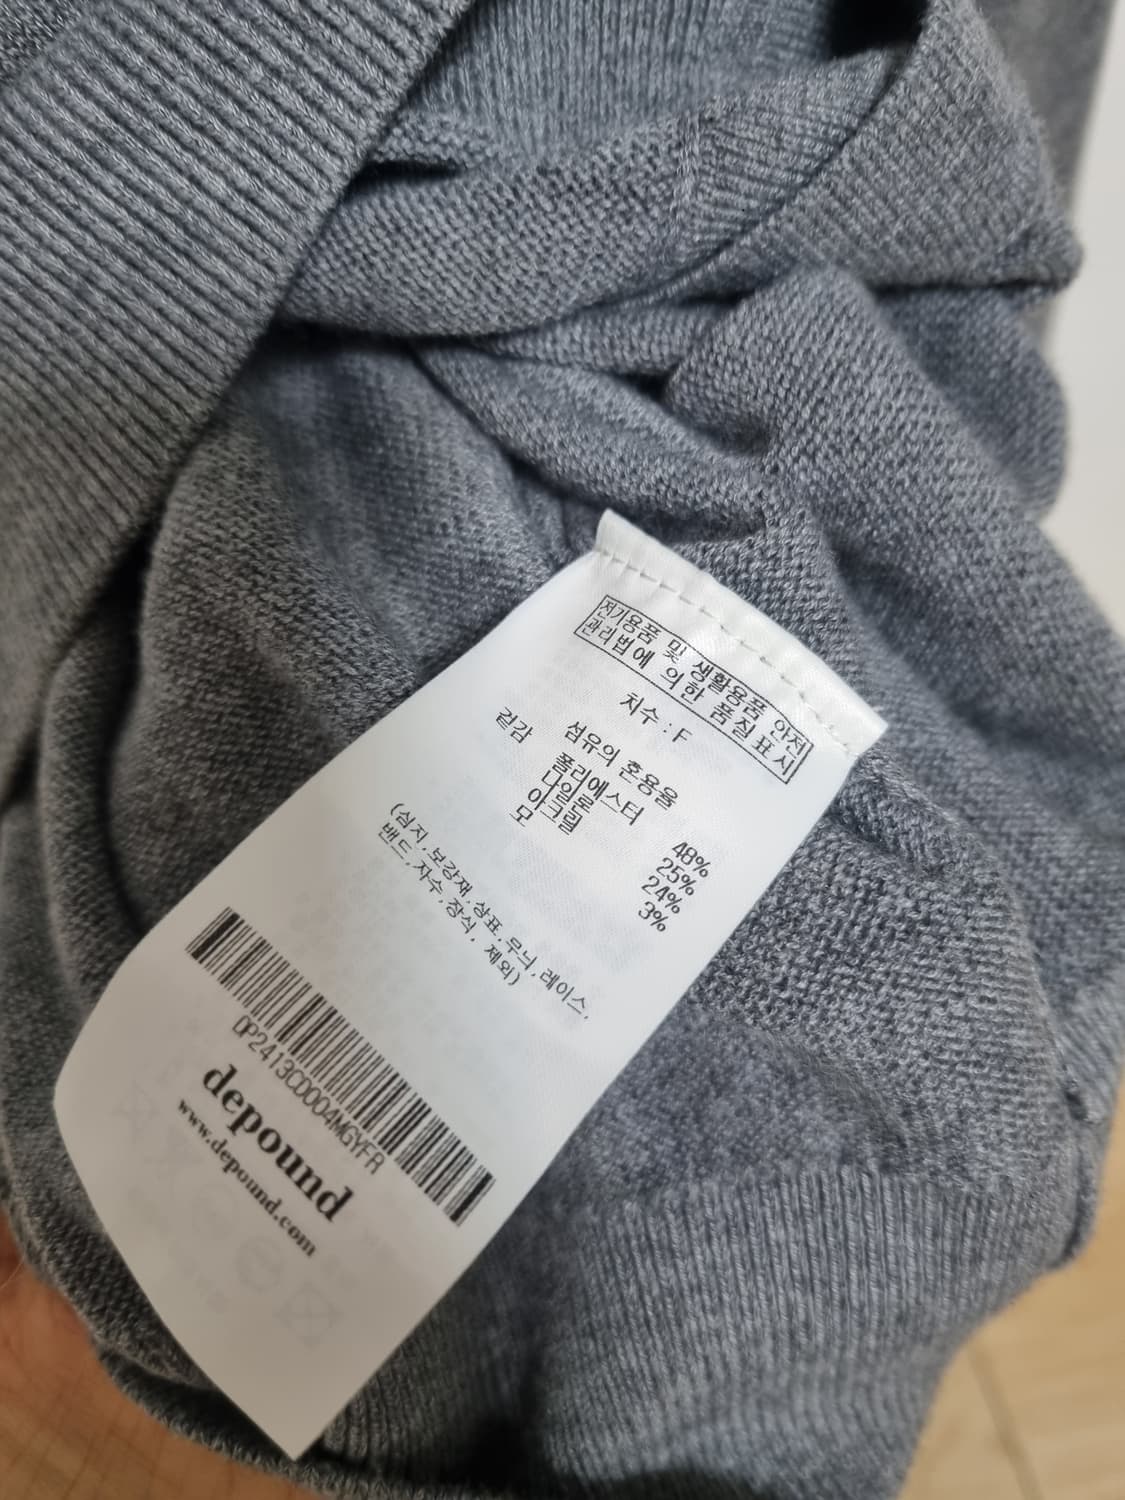 전기용품 및 생활용품 안전
관리법에 의한 품질표시
치수 : F
섬유의 혼용율
겉감 폴리에스터 48%
나일론 25%
아크릴 24%
모 3%
(심지,보강재,상표,무늬,레이스,
밴드,자수,장식, 제외)
DP2413CD004MGYFR
depound
www.depound.com